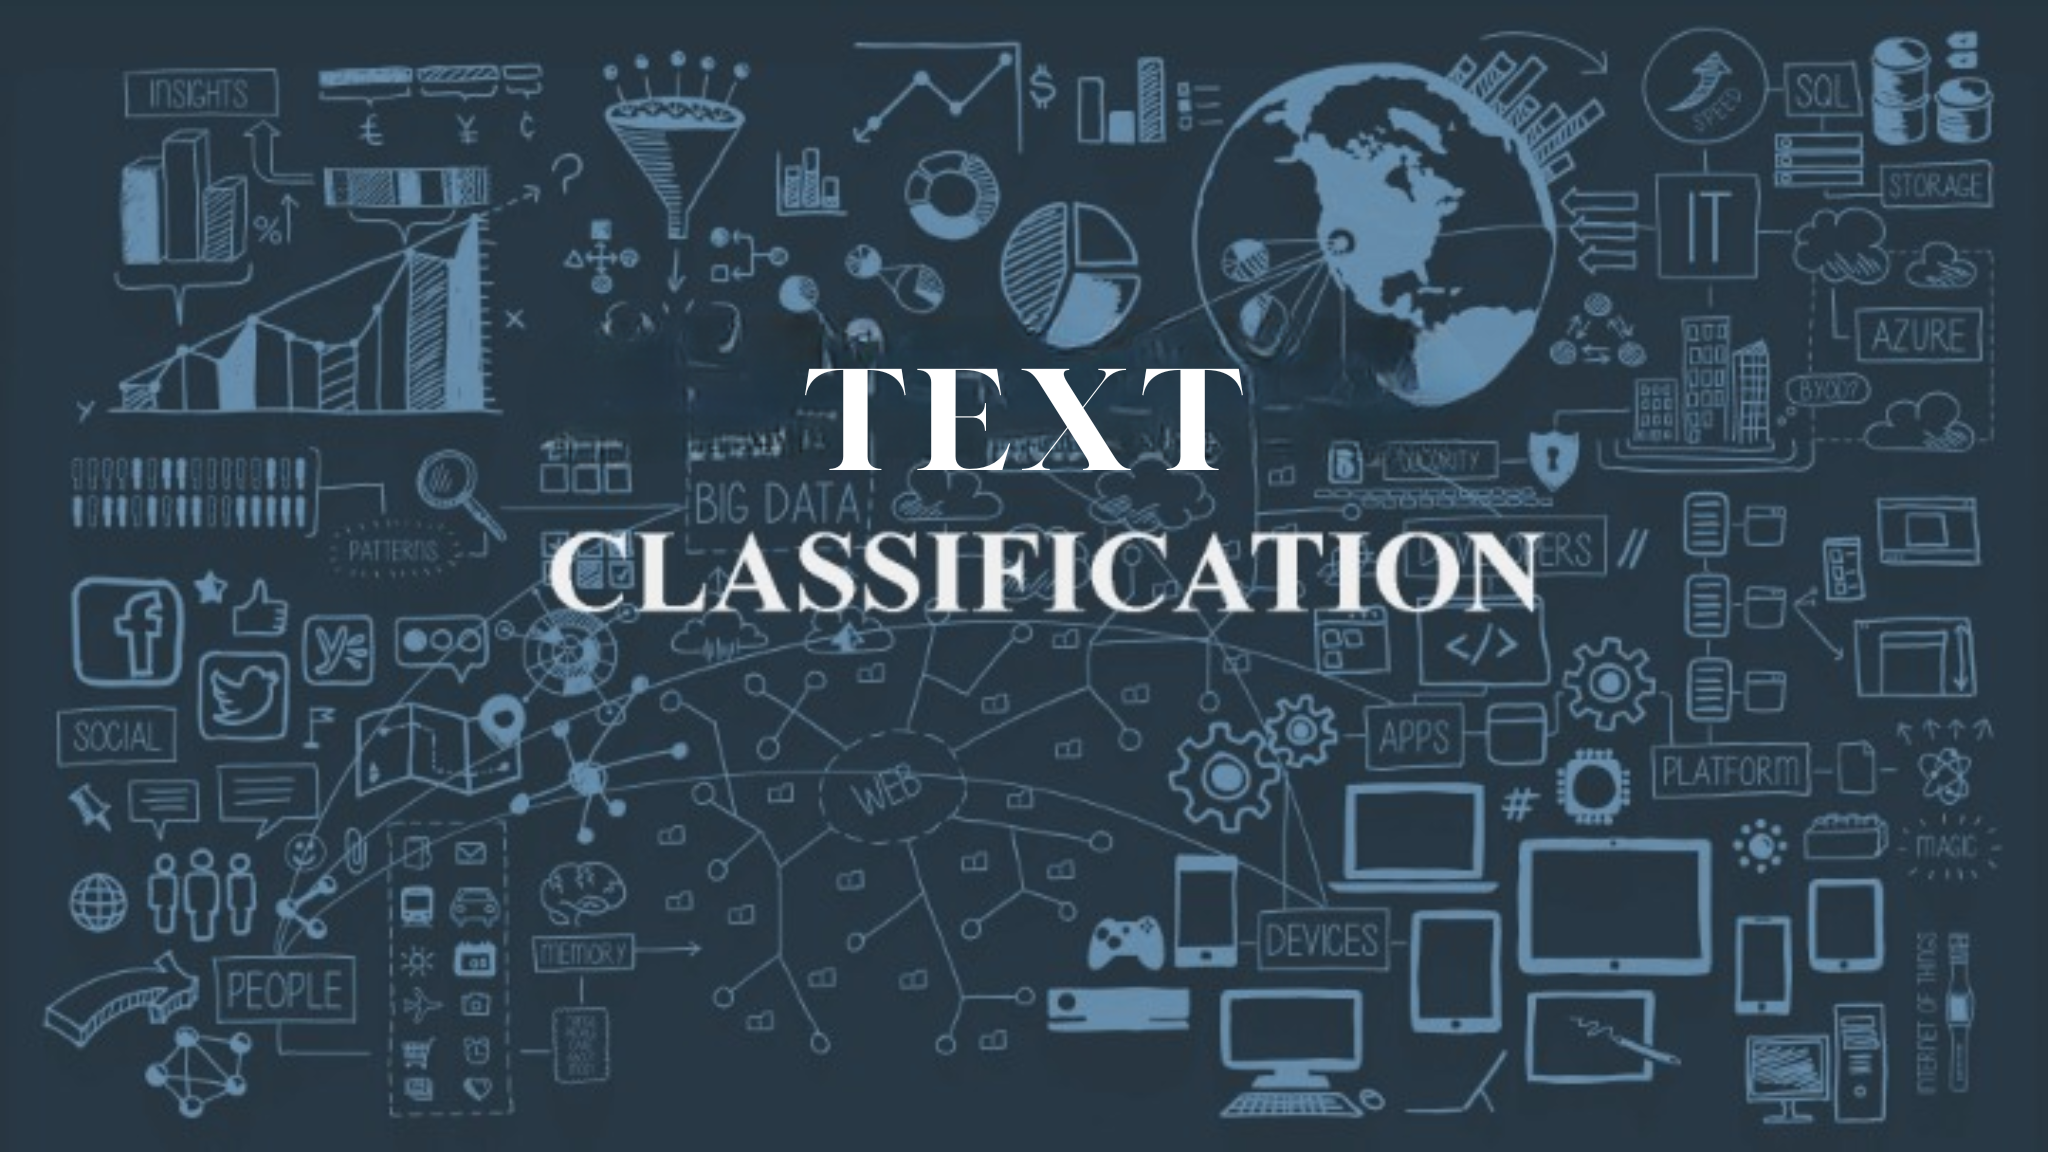 INSIGHTS
€ ¥ ¢
$
SPEED
SQL
STORAGE
IT
%
?
x
y
AZURE
BYOD?
TEXT
SECURITY
BIG DATA
PATTERNS
CLASSIFICATION
//
</>
SOCIAL
APPS
PLATFORM
WEB
#
MAGIC
MEMORY
DEVICES
PEOPLE
INTERNET OF THINGS